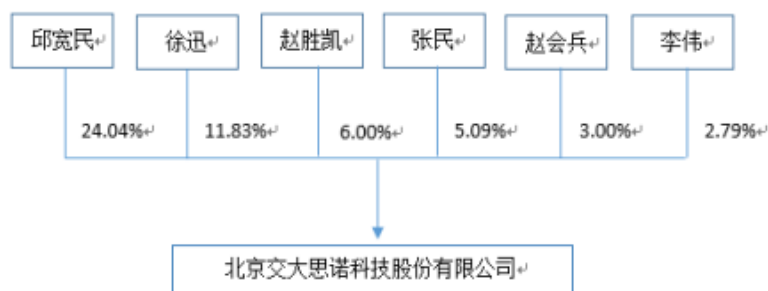 邱宽民 徐迅 赵胜凯 张民 赵会兵 李伟
24.04% 11.83% 6.00% 5.09% 3.00% 2.79%
北京交大思诺科技股份有限公司